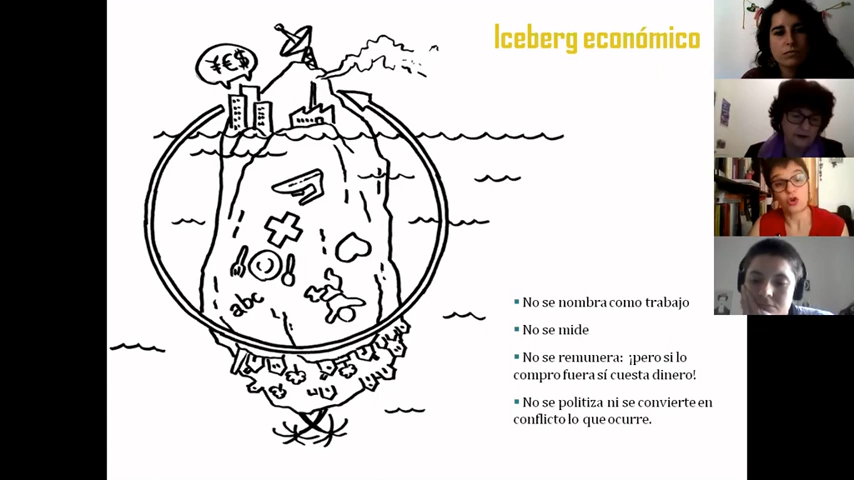 Iceberg económico
¥€$
abc
▪ No se nombra como trabajo
▪ No se mide
▪ No se remunera: ¡pero si lo
compro fuera sí cuesta dinero!
▪ No se politiza ni se convierte en
conflicto lo que ocurre.